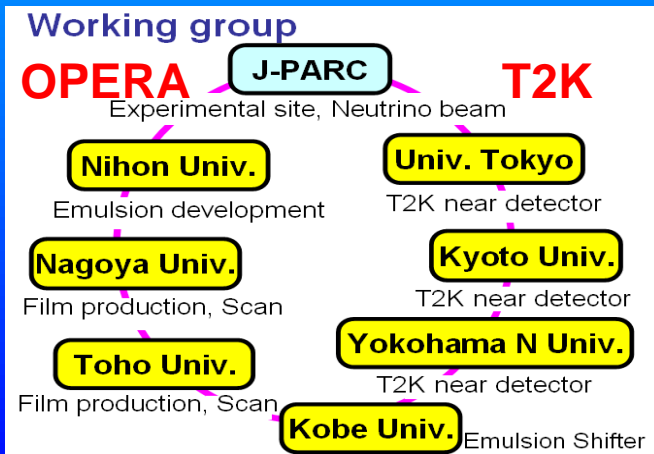 Working group
OPERA
J-PARC
T2K
Experimental site, Neutrino beam
Nihon Univ.
Emulsion development
Nagoya Univ.
Film production, Scan
Toho Univ.
Film production, Scan
Univ. Tokyo
T2K near detector
Kyoto Univ.
T2K near detector
Yokohama N Univ.
T2K near detector
Kobe Univ.
Emulsion Shifter